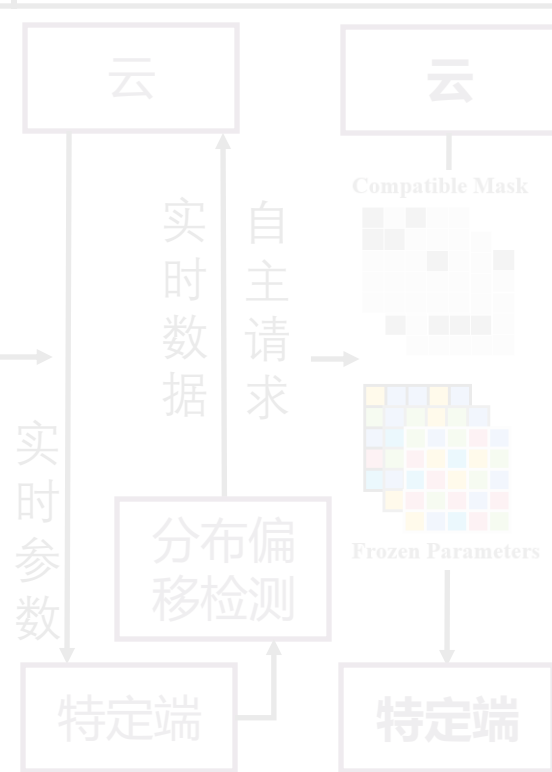 云
云
Compatible Mask
实时数据
自主请求
实时参数
分布偏
移检测
Frozen Parameters
特定端
特定端